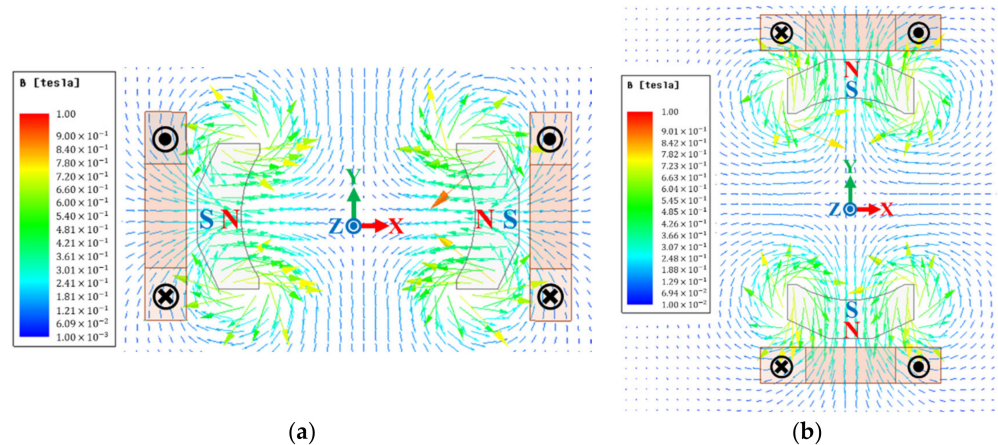 B [tesla]
1.00
9.00 × 10⁻¹
8.40 × 10⁻¹
7.80 × 10⁻¹
7.20 × 10⁻¹
6.60 × 10⁻¹
6.00 × 10⁻¹
5.40 × 10⁻¹
4.81 × 10⁻¹
4.21 × 10⁻¹
3.61 × 10⁻¹
3.01 × 10⁻¹
2.41 × 10⁻¹
1.81 × 10⁻¹
1.21 × 10⁻¹
6.09 × 10⁻²
1.00 × 10⁻³
S N
Y
Z X
N S
(a)
B [tesla]
1.00
9.01 × 10⁻¹
8.42 × 10⁻¹
7.82 × 10⁻¹
7.23 × 10⁻¹
6.63 × 10⁻¹
6.04 × 10⁻¹
5.45 × 10⁻¹
4.85 × 10⁻¹
4.26 × 10⁻¹
3.66 × 10⁻¹
3.07 × 10⁻¹
2.48 × 10⁻¹
1.88 × 10⁻¹
1.29 × 10⁻¹
6.94 × 10⁻²
1.00 × 10⁻²
N
S
Y
Z X
S
N
(b)